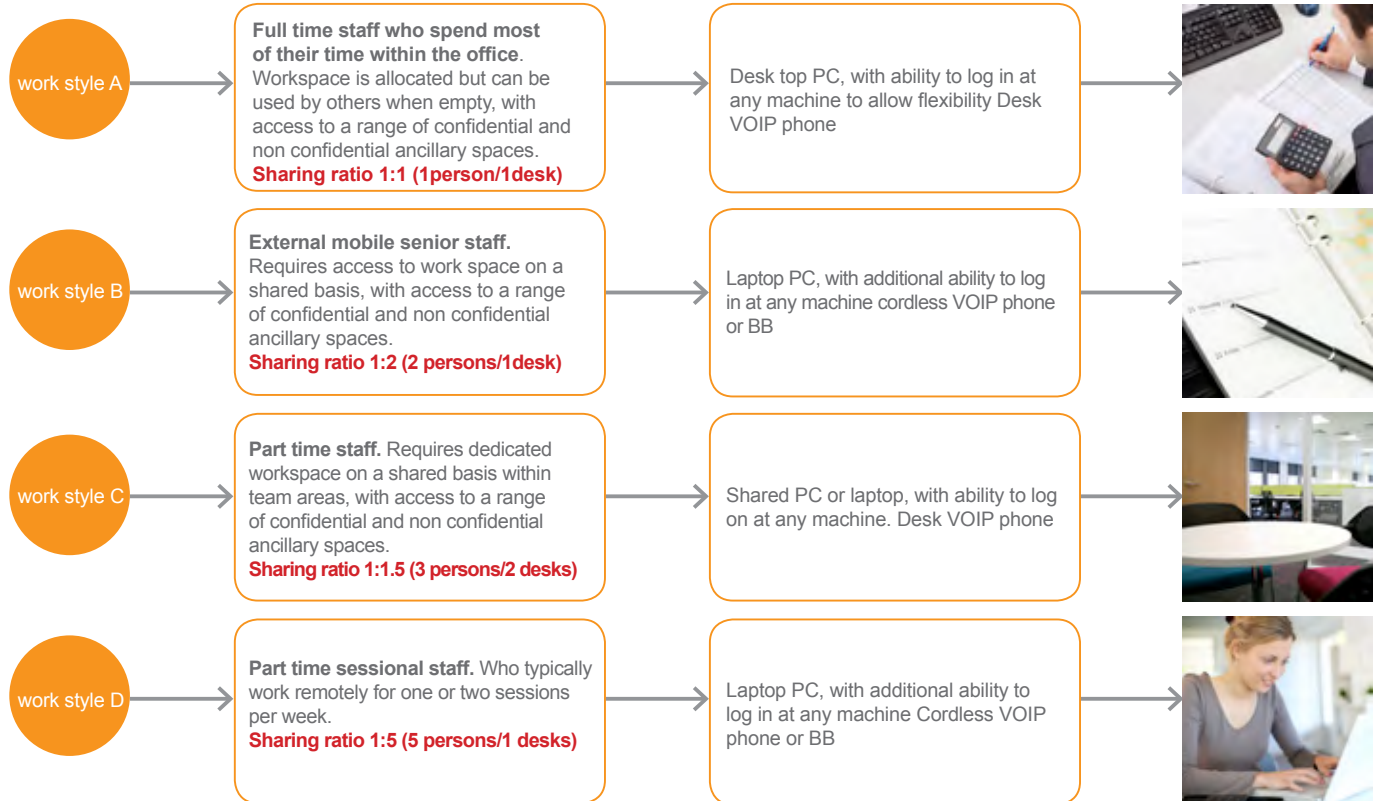 work style A
Full time staff who spend most
of their time within the office.
Workspace is allocated but can be
used by others when empty, with
access to a range of confidential and
non confidential ancillary spaces.
Sharing ratio 1:1 (1person/1desk)
Desk top PC, with ability to log in at
any machine to allow flexibility Desk
VOIP phone
work style B
External mobile senior staff.
Requires access to work space on a
shared basis, with access to a range
of confidential and non confidential
ancillary spaces.
Sharing ratio 1:2 (2 persons/1desk)
Laptop PC, with additional ability to log
in at any machine cordless VOIP phone
or BB
work style C
Part time staff. Requires dedicated
workspace on a shared basis within
team areas, with access to a range
of confidential and non confidential
ancillary spaces.
Sharing ratio 1:1.5 (3 persons/2 desks)
Shared PC or laptop, with ability to log
on at any machine. Desk VOIP phone
work style D
Part time sessional staff. Who typically
work remotely for one or two sessions
per week.
Sharing ratio 1:5 (5 persons/1 desks)
Laptop PC, with additional ability to
log in at any machine Cordless VOIP
phone or BB